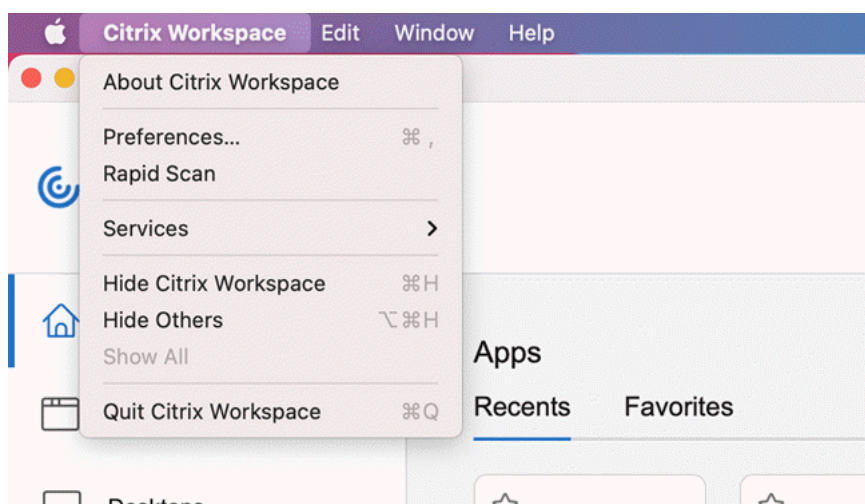 Citrix Workspace Edit Window Help
About Citrix Workspace
Preferences... ⌘ ,
Rapid Scan
Services
Hide Citrix Workspace ⌘H
Hide Others ⌥⌘H
Show All
Quit Citrix Workspace ⌘Q
Apps
Recents Favorites
Desktops